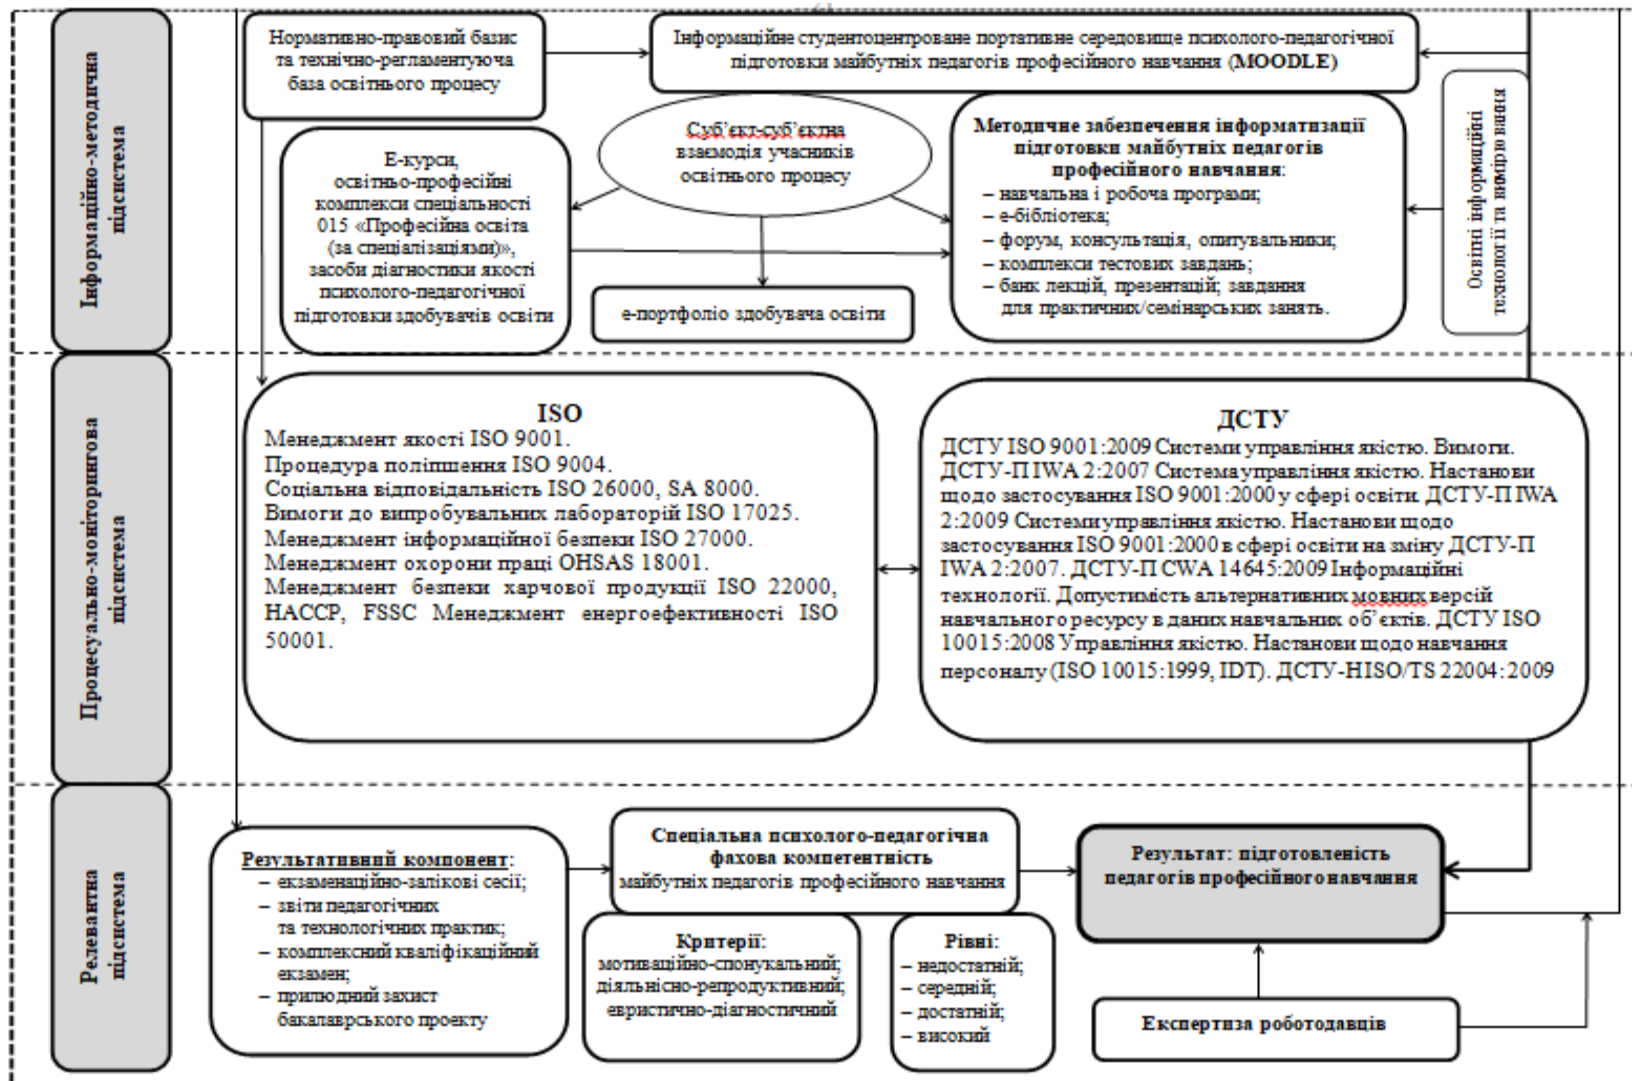 Інформаційно-методична
підсистема
Нормативно-правовий базис
та технічно-регламентуюча
база освітнього процесу
Інформаційне студентоцентроване портативне середовище психолого-педагогічної
підготовки майбутніх педагогів професійного навчання (MOODLE)
Е-курси,
освітньо-професійні
комплекси спеціальності
015 «Професійна освіта
(за спеціалізаціями)»,
засоби діагностики якості
психолого-педагогічної
підготовки здобувачів освіти
Суб’єкт-суб’єктна
взаємодія учасників
освітнього процесу
е-портфоліо здобувача освіти
Методичне забезпечення інформатизації
підготовки майбутніх педагогів
професійного навчання:
– навчальна і робоча програми;
– е-бібліотека;
– форум, консультація, опитувальники;
– комплекси тестових завдань;
– банк лекцій, презентацій; завдання
для практичних/семінарських занять.
Освітні інформаційні
технології та вимірювання
Процесуально-моніторингова
підсистема
ISO
Менеджмент якості ISO 9001.
Процедура поліпшення ISO 9004.
Соціальна відповідальність ISO 26000, SA 8000.
Вимоги до випробувальних лабораторій ISO 17025.
Менеджмент інформаційної безпеки ISO 27000.
Менеджмент охорони праці OHSAS 18001.
Менеджмент безпеки харчової продукції ISO 22000,
HACCP, FSSC Менеджмент енергоефективності ISO
50001.
ДСТУ
ДСТУ ISO 9001:2009 Системи управління якістю. Вимоги.
ДСТУ-П IWA 2:2007 Система управління якістю. Настанови
щодо застосування ISO 9001:2000 у сфері освіти. ДСТУ-П IWA
2:2009 Системи управління якістю. Настанови щодо
застосування ISO 9001:2000 в сфері освіти на зміну ДСТУ-П
IWA 2:2007. ДСТУ-П CWA 14645:2009 Інформаційні
технології. Допустимість альтернативних мовних версій
навчального ресурсу в даних навчальних об’єктів. ДСТУ ISO
10015:2008 Управління якістю. Настанови щодо навчання
персоналу (ISO 10015:1999, IDT). ДСТУ-Н ISO/TS 22004:2009
Релевантна
підсистема
Результативний компонент:
– екзаменаційно-залікові сесії;
– звіти педагогічних
та технологічних практик;
– комплексний кваліфікаційний
екзамен;
– прилюдний захист
бакалаврського проекту
Спеціальна психолого-педагогічна
фахова компетентність
майбутніх педагогів професійного навчання
Критерії:
мотиваційно-спонукальний;
діяльнісно-репродуктивний;
евристично-діагностичний
Рівні:
– недостатній;
– середній;
– достатній;
– високий
Результат: підготовленість
педагогів професійного навчання
Експертиза роботодавців